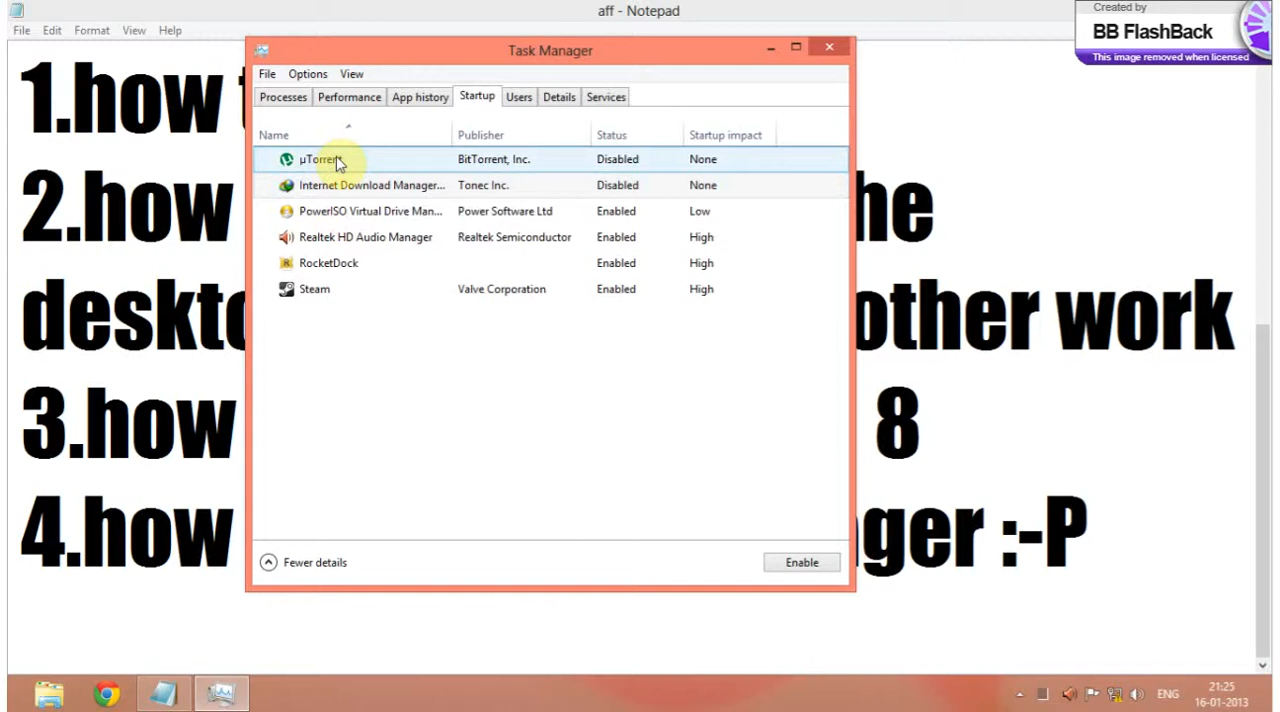 aff - Notepad
File Edit Format View Help
Created by
BB FlashBack
This image removed when licensed
1.how
2.how he
desk other work
3.how 8
4.how ager :-P
Task Manager
File Options View
Processes Performance App history Startup Users Details Services
Name Publisher Status Startup impact
µTorrent BitTorrent, Inc. Disabled None
Internet Download Manager... Tonec Inc. Disabled None
PowerISO Virtual Drive Man... Power Software Ltd Enabled Low
Realtek HD Audio Manager Realtek Semiconductor Enabled High
RocketDock Enabled High
Steam Valve Corporation Enabled High
Fewer details Enable
ENG 21:25
16-01-2013